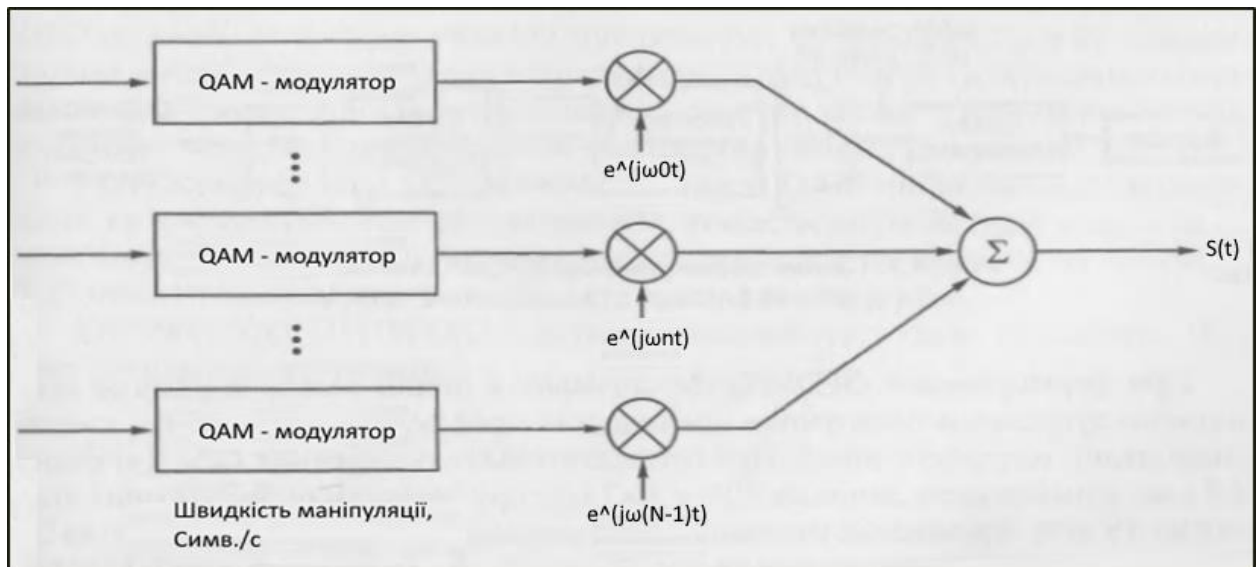 QAM - модулятор
e^(jω0t)
QAM - модулятор
S(t)
Σ
e^(jωnt)
QAM - модулятор
Швидкість маніпуляції,
Симв./с
e^(jω(N-1)t)